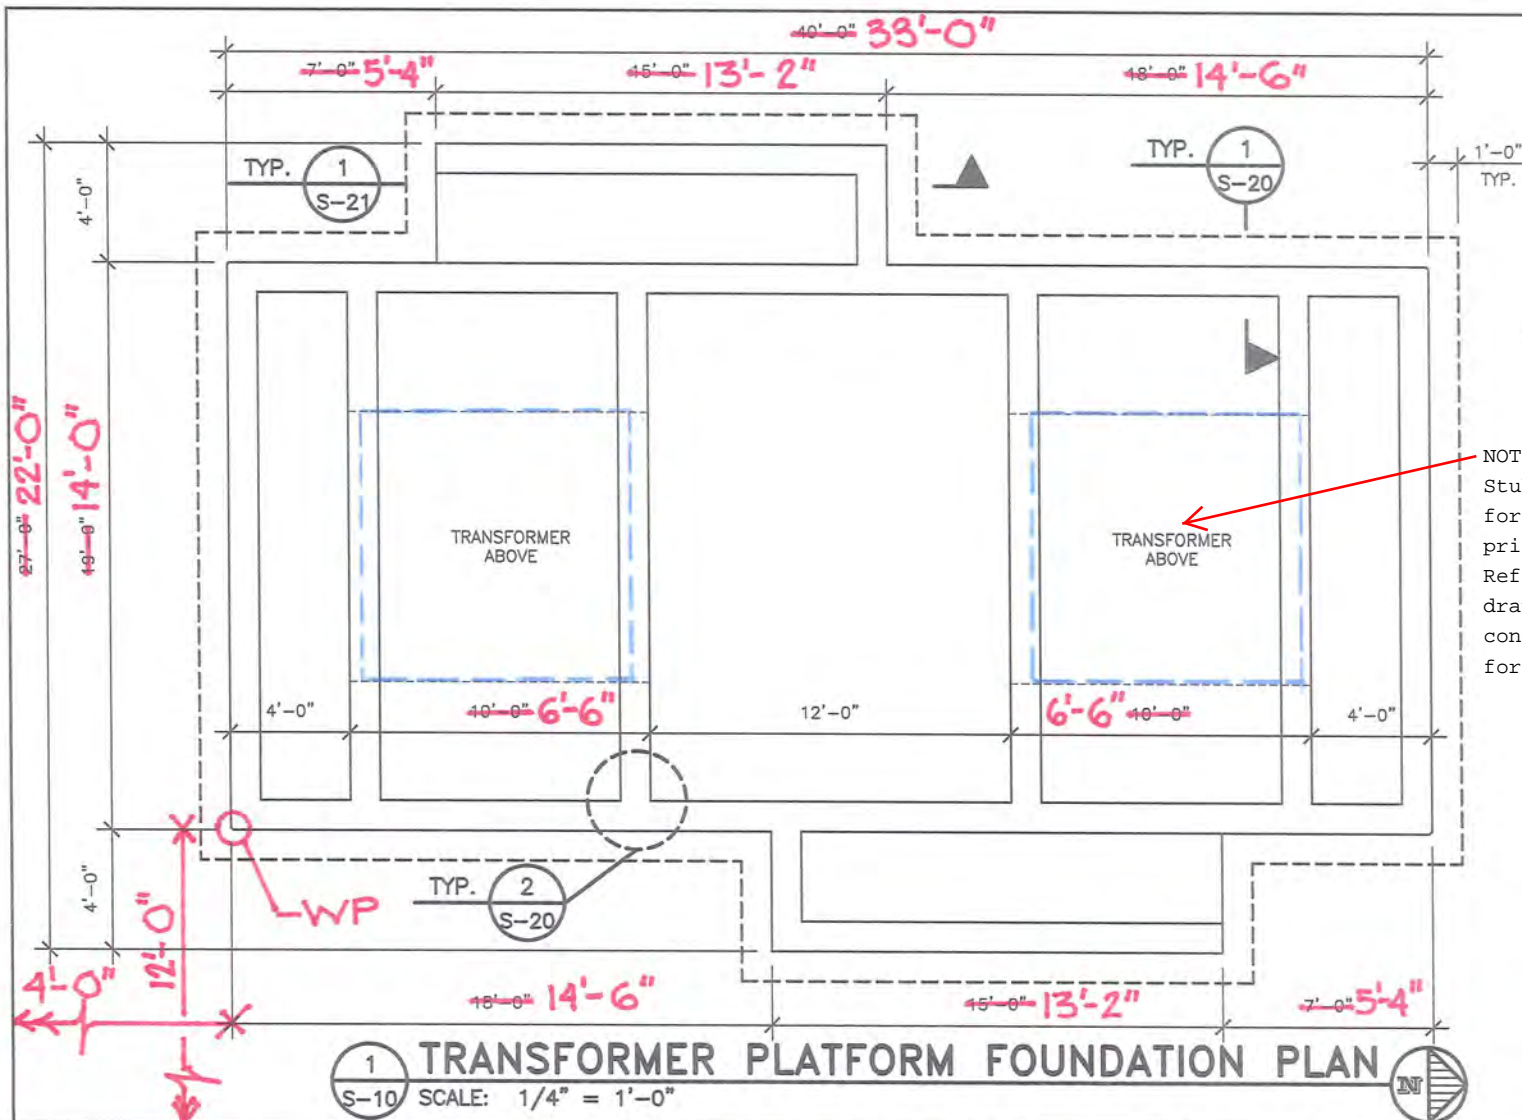 40'-0" 33'-0"
7'-0" 5'-4"
15'-0" 13'-2"
18'-0" 14'-6"
TYP. 1
S-21
TYP. 1
S-20
1'-0"
TYP.
4'-0"
27'-0" 22'-0"
19'-0" 14'-0"
4'-0"
TRANSFORMER
ABOVE
TRANSFORMER
ABOVE
NOT
Stu
for
pri
Ref
dra
con
for
4'-0"
10'-0" 6'-6"
12'-0"
6'-6" 10'-0"
4'-0"
WP
TYP. 2
S-20
4'-0"
12'-0"
18'-0" 14'-6"
15'-0" 13'-2"
7'-0" 5'-4"
1
S-10
TRANSFORMER PLATFORM FOUNDATION PLAN
SCALE: 1/4" = 1'-0"
N